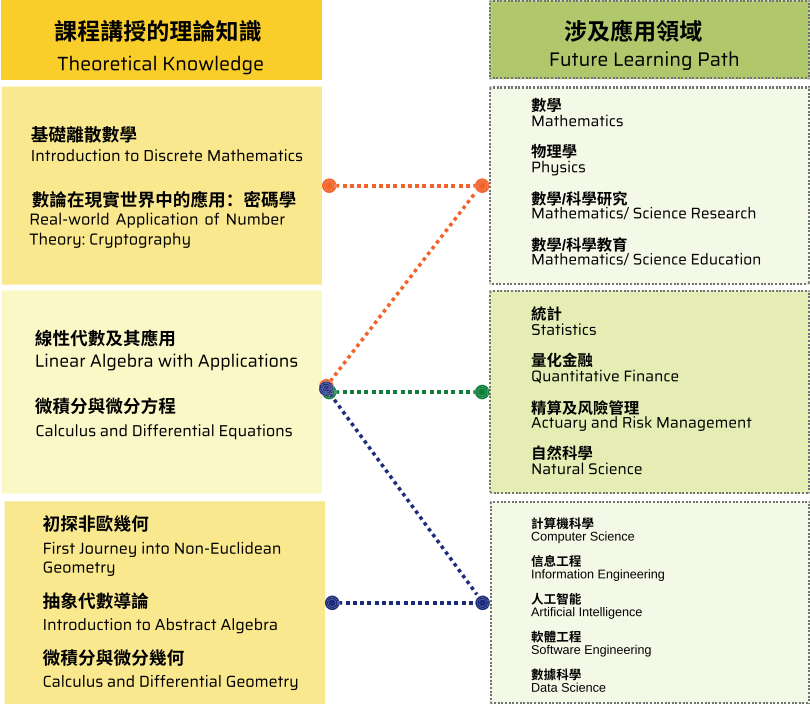 課程講授的理論知識
Theoretical Knowledge
基礎離散數學
Introduction to Discrete Mathematics
數論在現實世界中的應用：密碼學
Real-world Application of Number
Theory: Cryptography
線性代數及其應用
Linear Algebra with Applications
微積分與微分方程
Calculus and Differential Equations
初探非歐幾何
First Journey into Non-Euclidean
Geometry
抽象代數導論
Introduction to Abstract Algebra
微積分與微分幾何
Calculus and Differential Geometry
涉及應用領域
Future Learning Path
數學
Mathematics
物理學
Physics
數學/科學研究
Mathematics/ Science Research
數學/科學教育
Mathematics/ Science Education
統計
Statistics
量化金融
Quantitative Finance
精算及风險管理
Actuary and Risk Management
自然科學
Natural Science
計算機科學
Computer Science
信息工程
Information Engineering
人工智能
Artificial Intelligence
軟體工程
Software Engineering
數據科學
Data Science